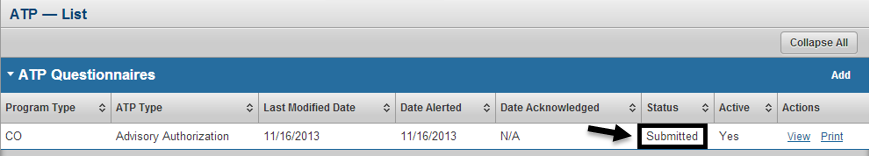 ATP — List
Collapse All
ATP Questionnaires Add
Program Type ATP Type Last Modified Date Date Alerted Date Acknowledged Status Active Actions
CO Advisory Authorization 11/16/2013 11/16/2013 N/A Submitted Yes View Print